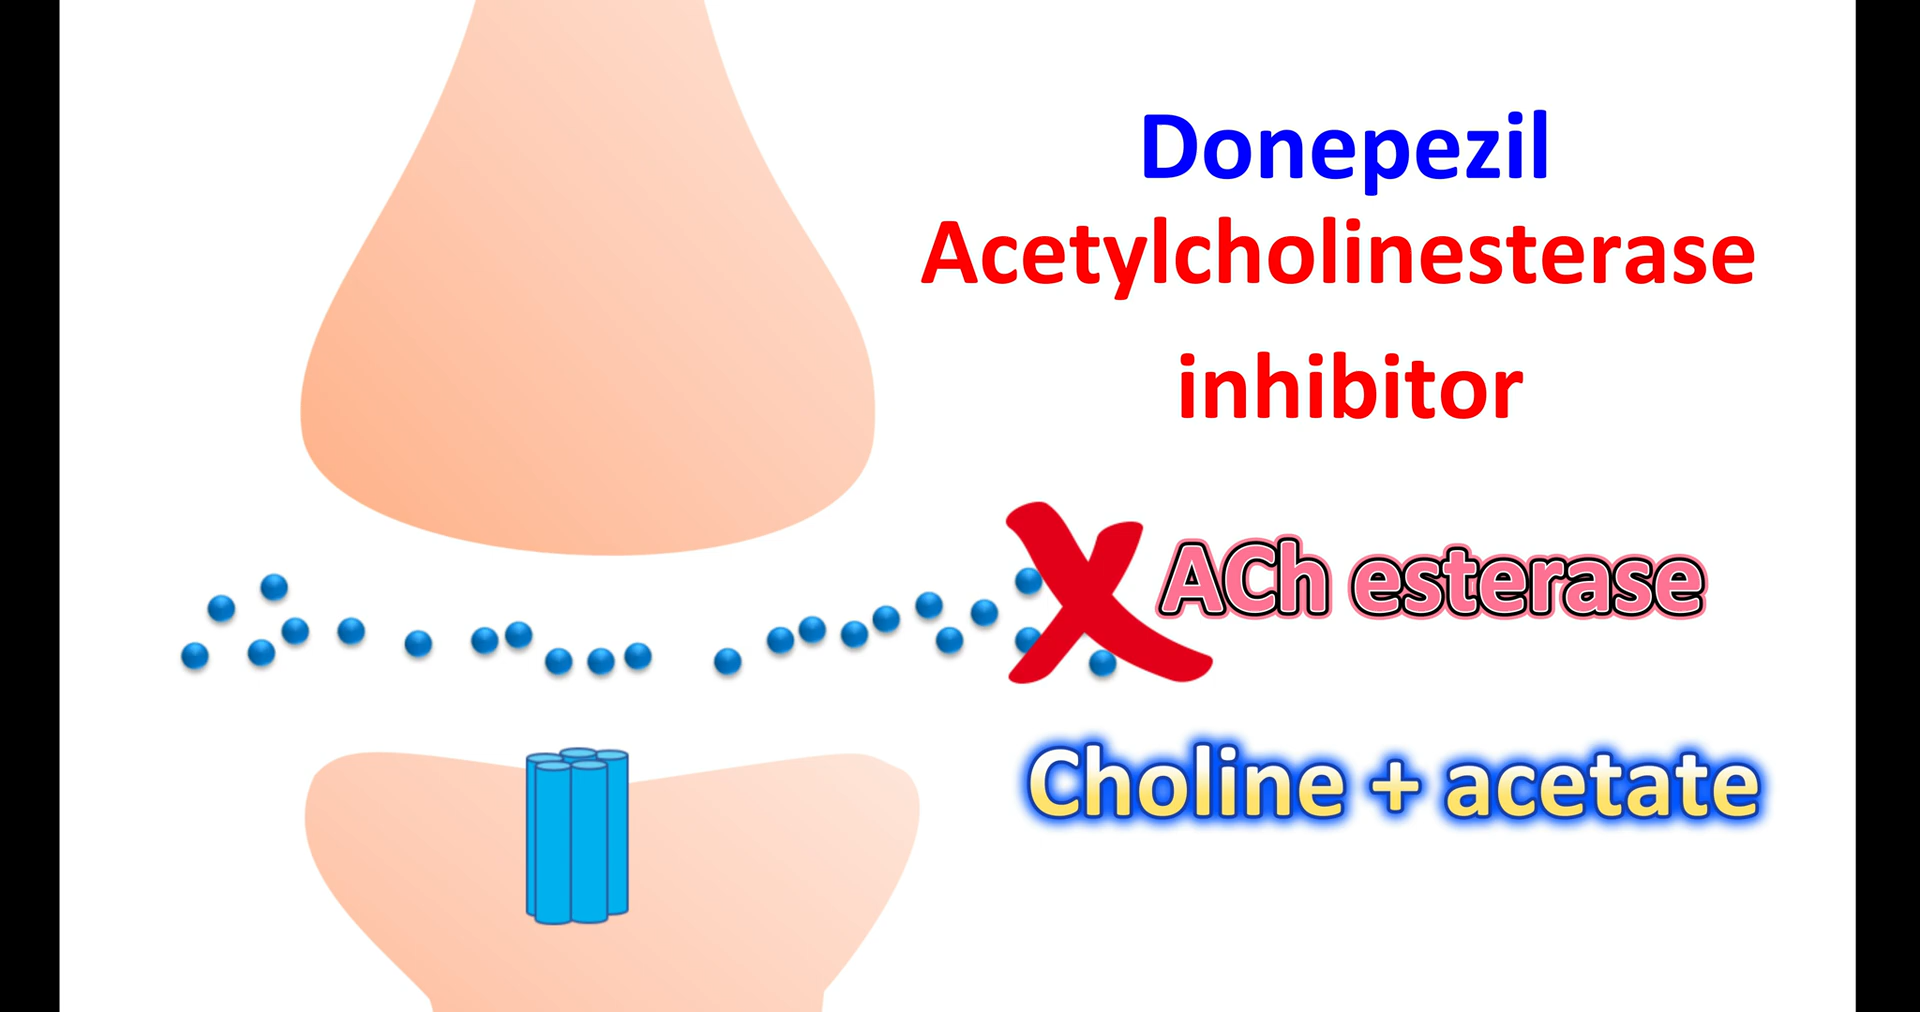 Donepezil
Acetylcholinesterase
inhibitor
ACh esterase
Choline + acetate